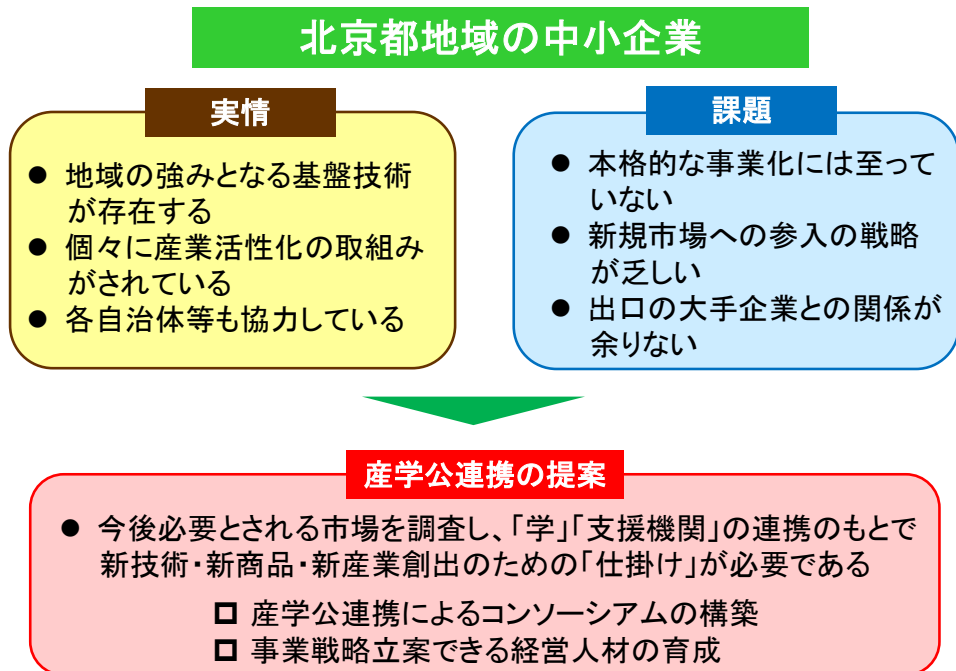 北京都地域の中小企業
実情
● 地域の強みとなる基盤技術
が存在する
● 個々に産業活性化の取組み
がされている
● 各自治体等も協力している
課題
● 本格的な事業化には至って
いない
● 新規市場への参入の戦略
が乏しい
● 出口の大手企業との関係が
余りない
産学公連携の提案
● 今後必要とされる市場を調査し、「学」「支援機関」の連携のもとで
新技術・新商品・新産業創出のための「仕掛け」が必要である
□ 産学公連携によるコンソーシアムの構築
□ 事業戦略立案できる経営人材の育成